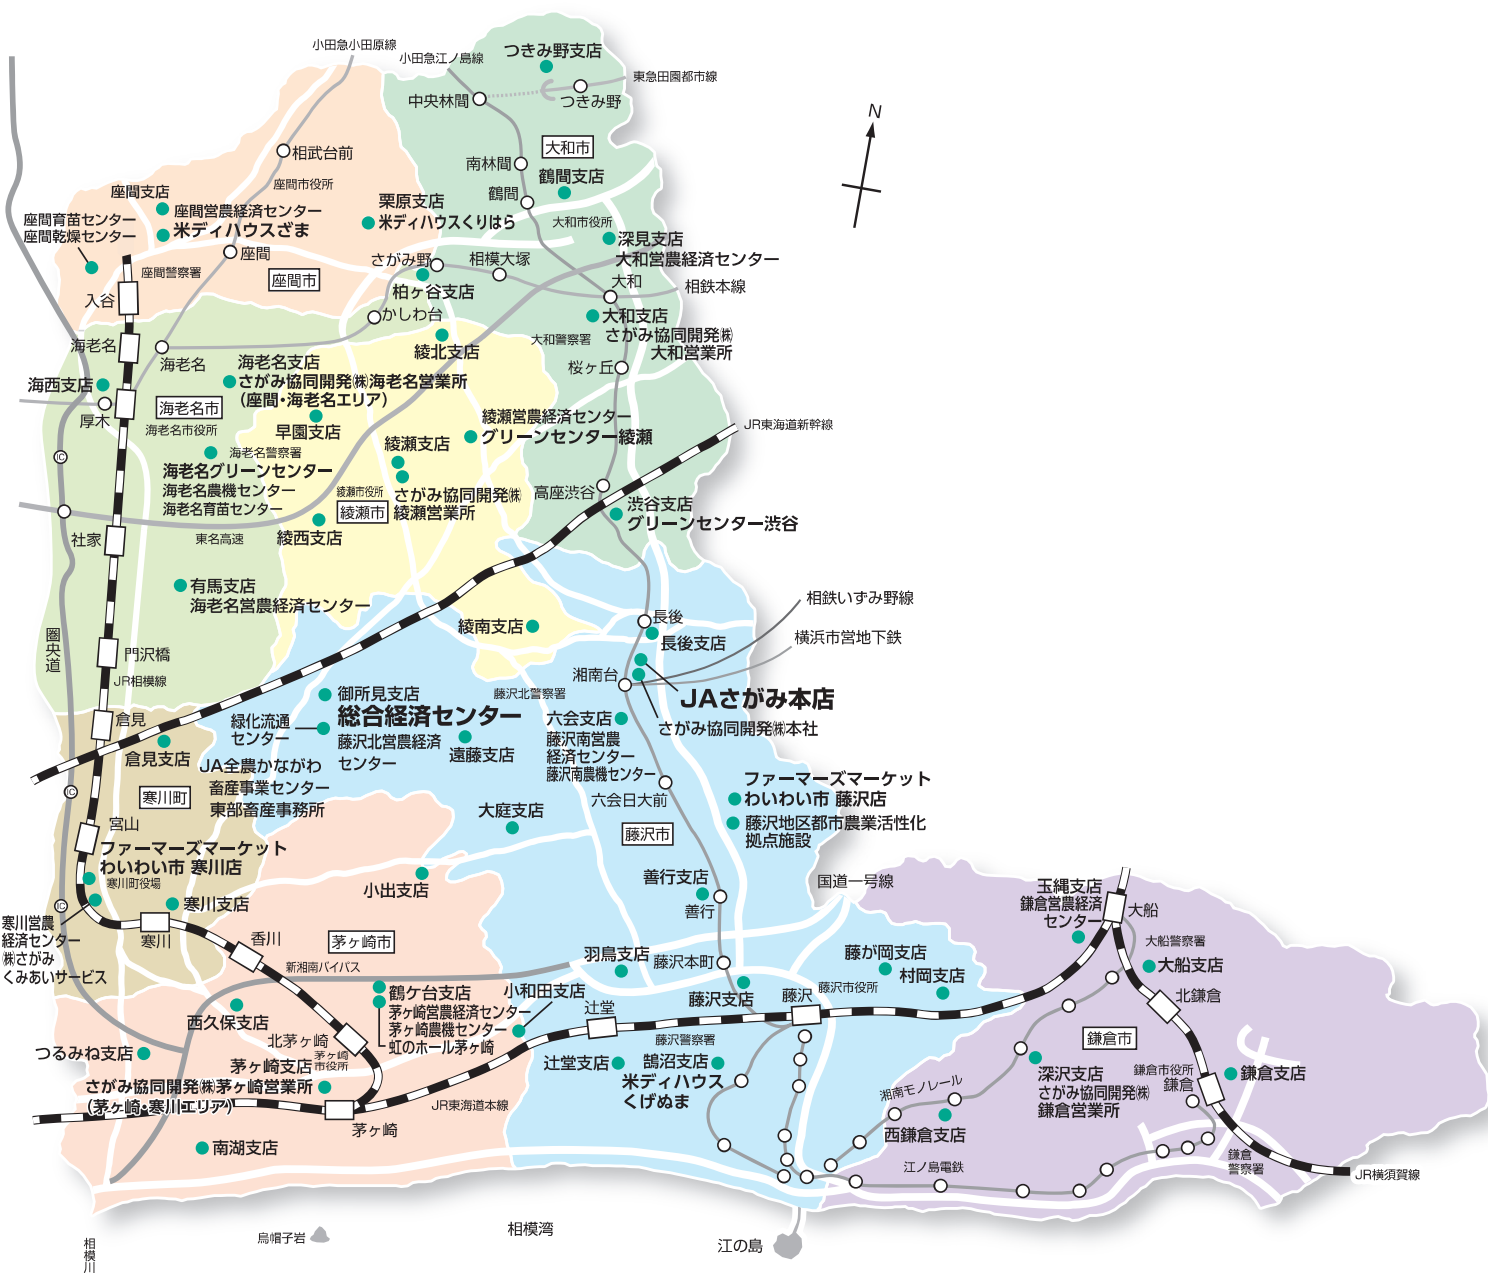 小田急小田原線
小田急江ノ島線
つきみ野支店
東急田園都市線
中央林間
つきみ野
N
相武台前
大和市
南林間
鶴間支店
座間市役所
座間支店
鶴間
栗原支店
座間営農経済センター
米ディハウスくりはら
大和市役所
座間育苗センター
座間乾燥センター
米ディハウスざま
深見支店
大和営農経済センター
座間
さがみ野
相模大塚
座間警察署
座間市
大和
相鉄本線
柏ヶ谷支店
入谷
かしわ台
大和支店
さがみ協同開発㈱
大和営業所
大和警察署
海老名
綾北支店
海老名
海老名支店
桜ヶ丘
海西支店
さがみ協同開発㈱海老名営業所
(座間・海老名エリア)
海老名市
厚木
綾瀬営農経済センター
グリーンセンター綾瀬
JR東海道新幹線
海老名市役所
早園支店
綾瀬支店
IC
海老名警察署
海老名グリーンセンター
海老名農機センター
海老名育苗センター
綾瀬市役所
さがみ協同開発㈱
綾瀬営業所
高座渋谷
渋谷支店
グリーンセンター渋谷
綾瀬市
社家
東名高速
綾西支店
有馬支店
海老名営農経済センター
相鉄いずみ野線
圏央道
綾南支店
長後
長後支店
横浜市営地下鉄
門沢橋
湘南台
JR相模線
御所見支店
藤沢北警察署
JAさがみ本店
総合経済センター
緑化流通
センター
倉見
六会支店
さがみ協同開発㈱本社
藤沢北営農経済
センター
遠藤支店
藤沢南営農
経済センター
藤沢南農機センター
倉見支店
JA全農かながわ
畜産事業センター
東部畜産事務所
ファーマーズマーケット
わいわい市 藤沢店
IC
寒川町
六会日大前
大庭支店
宮山
藤沢市
藤沢地区都市農業活性化
拠点施設
ファーマーズマーケット
わいわい市 寒川店
寒川町役場
小出支店
善行支店
国道一号線
玉縄支店
鎌倉営農経済
センター
IC
寒川支店
善行
大船
寒川営農
経済センター
㈱さがみ
くみあいサービス
寒川
香川
茅ヶ崎市
大船警察署
羽鳥支店
藤沢本町
藤が岡支店
新湘南バイパス
大船支店
村岡支店
鶴ケ台支店
小和田支店
藤沢支店
藤沢
藤沢市役所
北鎌倉
茅ヶ崎営農経済センター
茅ヶ崎農機センター
虹のホール茅ヶ崎
西久保支店
辻堂
北茅ヶ崎
藤沢警察署
鎌倉市
つるみね支店
茅ヶ崎
市役所
茅ヶ崎支店
辻堂支店
鵠沼支店
米ディハウス
くげぬま
深沢支店
さがみ協同開発㈱
鎌倉営業所
鎌倉市役所
鎌倉
鎌倉支店
さがみ協同開発㈱茅ヶ崎営業所
(茅ヶ崎・寒川エリア)
湘南モノレール
JR東海道本線
茅ヶ崎
西鎌倉支店
南湖支店
江ノ島電鉄
鎌倉
警察署
JR横須賀線
相模川
烏帽子岩
相模湾
江の島